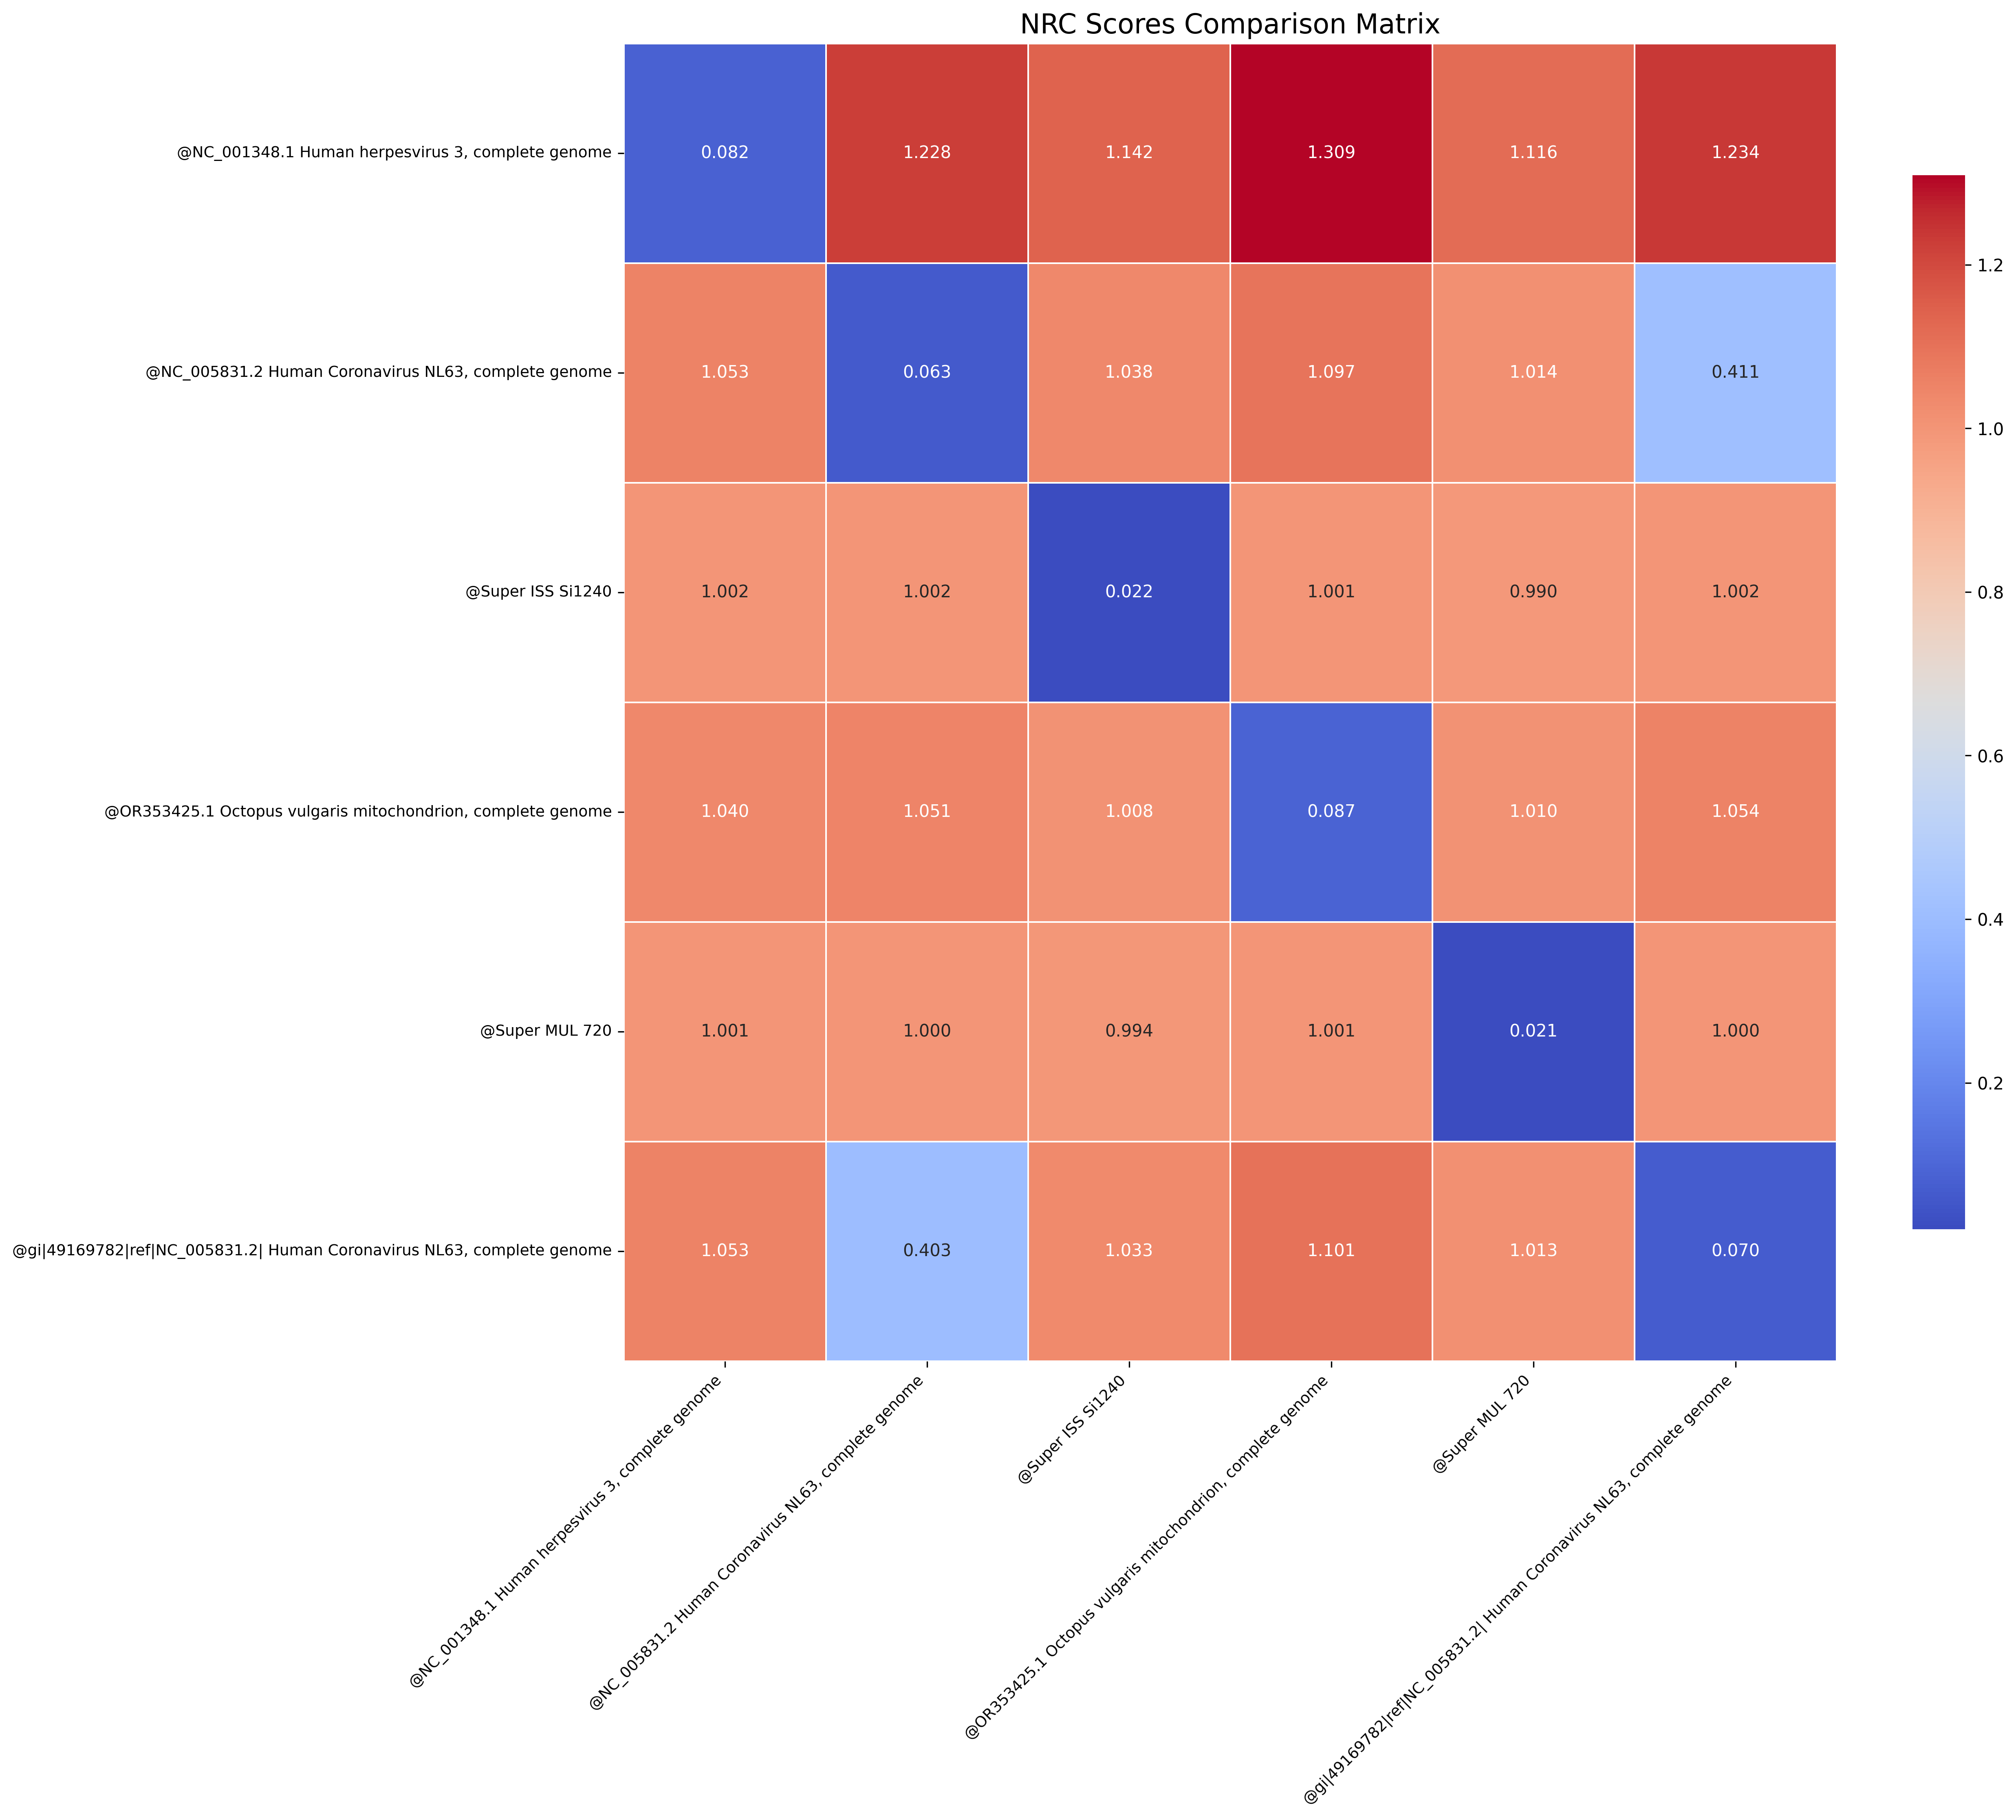 NRC Scores Comparison Matrix
@NC_001348.1 Human herpesvirus 3, complete genome
0.082 1.228 1.142 1.309 1.116 1.234
@NC_005831.2 Human Coronavirus NL63, complete genome
1.053 0.063 1.038 1.097 1.014 0.411
@Super ISS Si1240
1.002 1.002 0.022 1.001 0.990 1.002
@OR353425.1 Octopus vulgaris mitochondrion, complete genome
1.040 1.051 1.008 0.087 1.010 1.054
@Super MUL 720
1.001 1.000 0.994 1.001 0.021 1.000
@gi|49169782|ref|NC_005831.2| Human Coronavirus NL63, complete genome
1.053 0.403 1.033 1.101 1.013 0.070
@NC_001348.1 Human herpesvirus 3, complete genome
@NC_005831.2 Human Coronavirus NL63, complete genome
@Super ISS Si1240
@OR353425.1 Octopus vulgaris mitochondrion, complete genome
@Super MUL 720
@gi|49169782|ref|NC_005831.2| Human Coronavirus NL63, complete genome
1.2
1.0
0.8
0.6
0.4
0.2